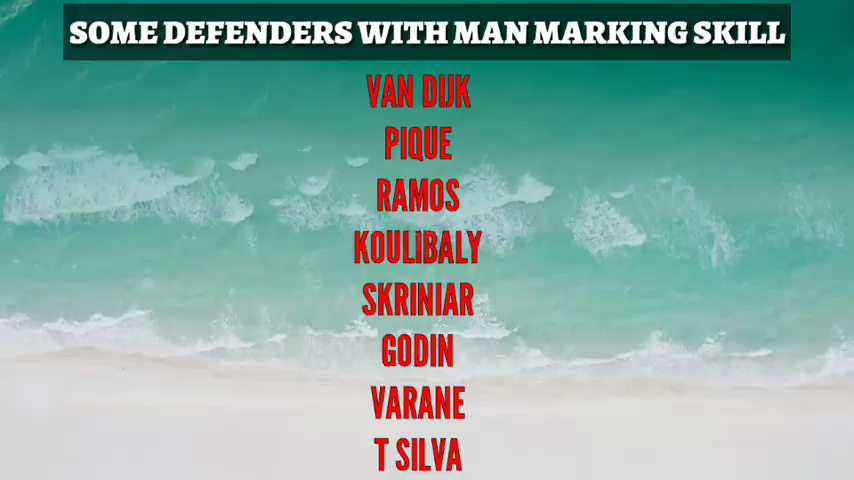 SOME DEFENDERS WITH MAN MARKING SKILL
VAN DIJK
PIQUE
RAMOS
KOULIBALY
SKRINIAR
GODIN
VARANE
T SILVA